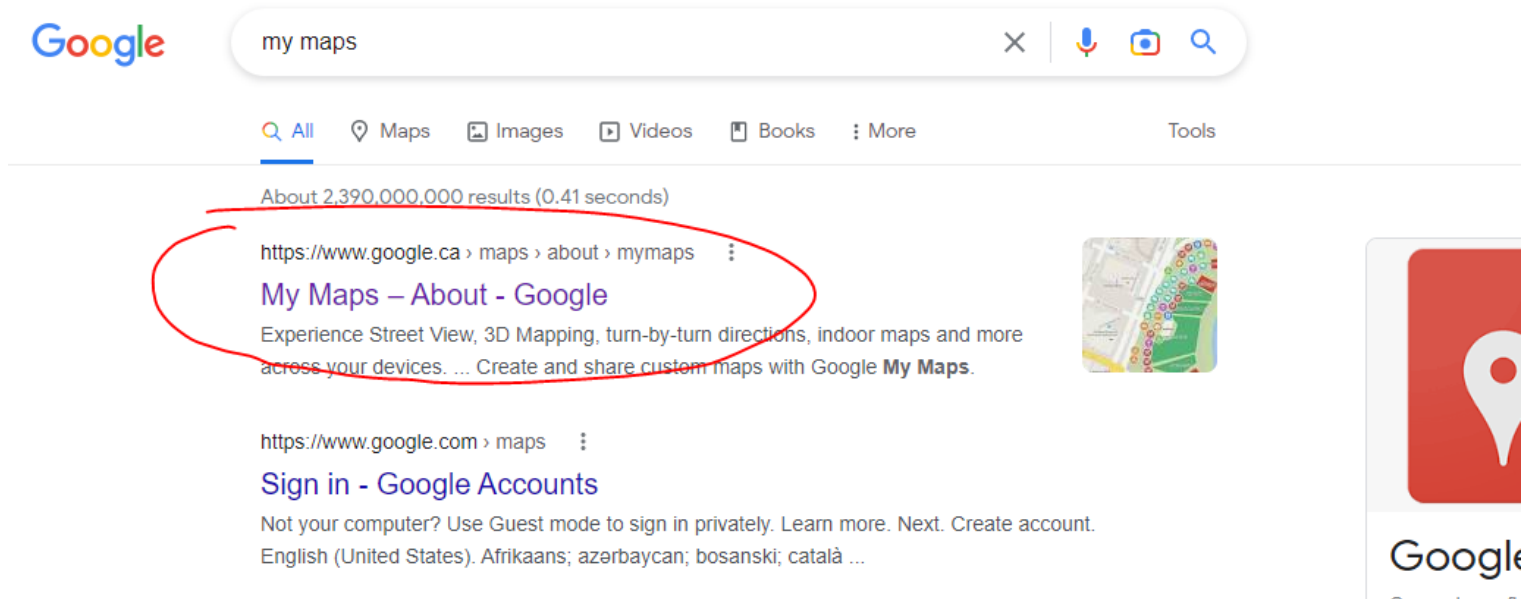 Google
my maps
All Maps Images Videos Books More Tools
About 2,390,000,000 results (0.41 seconds)
https://www.google.ca › maps › about › mymaps
My Maps – About - Google
Experience Street View, 3D Mapping, turn-by-turn directions, indoor maps and more
across your devices. ... Create and share custom maps with Google My Maps.
https://www.google.com › maps
Sign in - Google Accounts
Not your computer? Use Guest mode to sign in privately. Learn more. Next. Create account.
English (United States). Afrikaans; azərbaycan; bosanski; català ...
Google